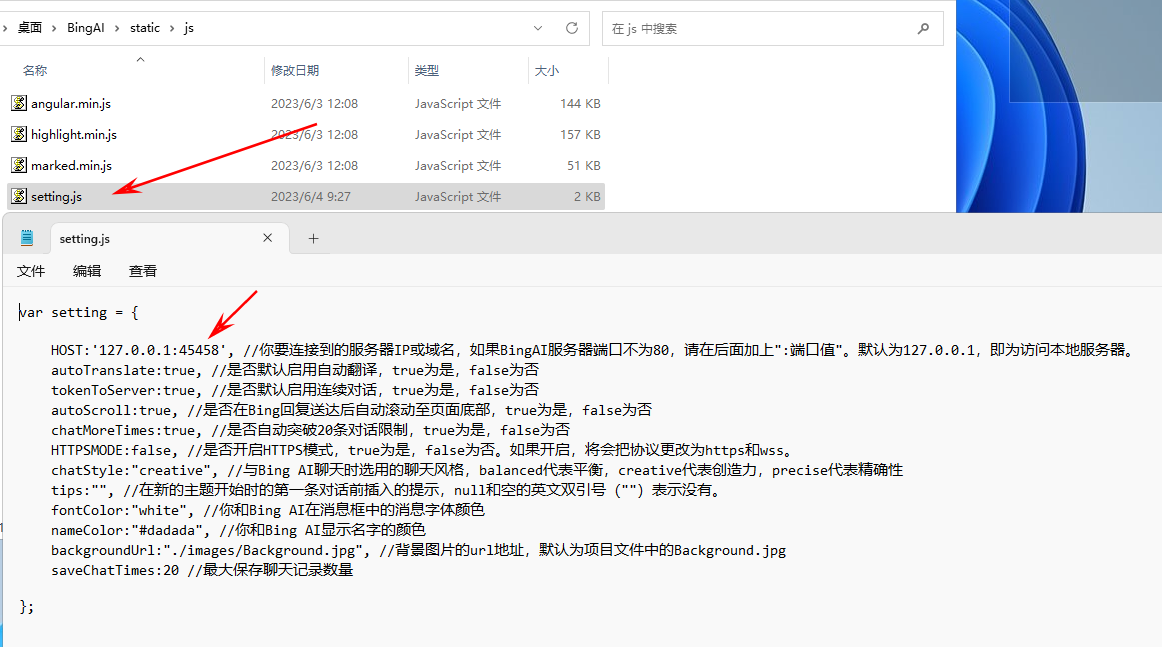 桌面 BingAI static js
在 js 中搜索
名称 修改日期 类型 大小
angular.min.js 2023/6/3 12:08 JavaScript 文件 144 KB
highlight.min.js 2023/6/3 12:08 JavaScript 文件 157 KB
marked.min.js 2023/6/3 12:08 JavaScript 文件 51 KB
setting.js 2023/6/4 9:27 JavaScript 文件 2 KB
setting.js
文件 编辑 查看
var setting = {
HOST:'127.0.0.1:45458', //你要连接到的服务器IP或域名，如果BingAI服务器端口不为80，请在后面加上":端口值"。默认为127.0.0.1，即为访问本地服务器。
autoTranslate:true, //是否默认启用自动翻译，true为是，false为否
tokenToServer:true, //是否默认启用连续对话，true为是，false为否
autoScroll:true, //是否在Bing回复送达后自动滚动至页面底部，true为是，false为否
chatMoreTimes:true, //是否自动突破20条对话限制，true为是，false为否
HTTPSMODE:false, //是否开启HTTPS模式，true为是，false为否。如果开启，将会把协议更改为https和wss。
chatStyle:"creative", //与Bing AI聊天时选用的聊天风格，balanced代表平衡，creative代表创造力，precise代表精确性
tips:"", //在新的主题开始时的第一条对话前插入的提示，null和空的英文双引号（""）表示没有。
fontColor:"white", //你和Bing AI在消息框中的消息字体颜色
nameColor:"#dadada", //你和Bing AI显示名字的颜色
backgroundUrl:"./images/Background.jpg", //背景图片的url地址，默认为项目文件中的Background.jpg
saveChatTimes:20 //最大保存聊天记录数量
};